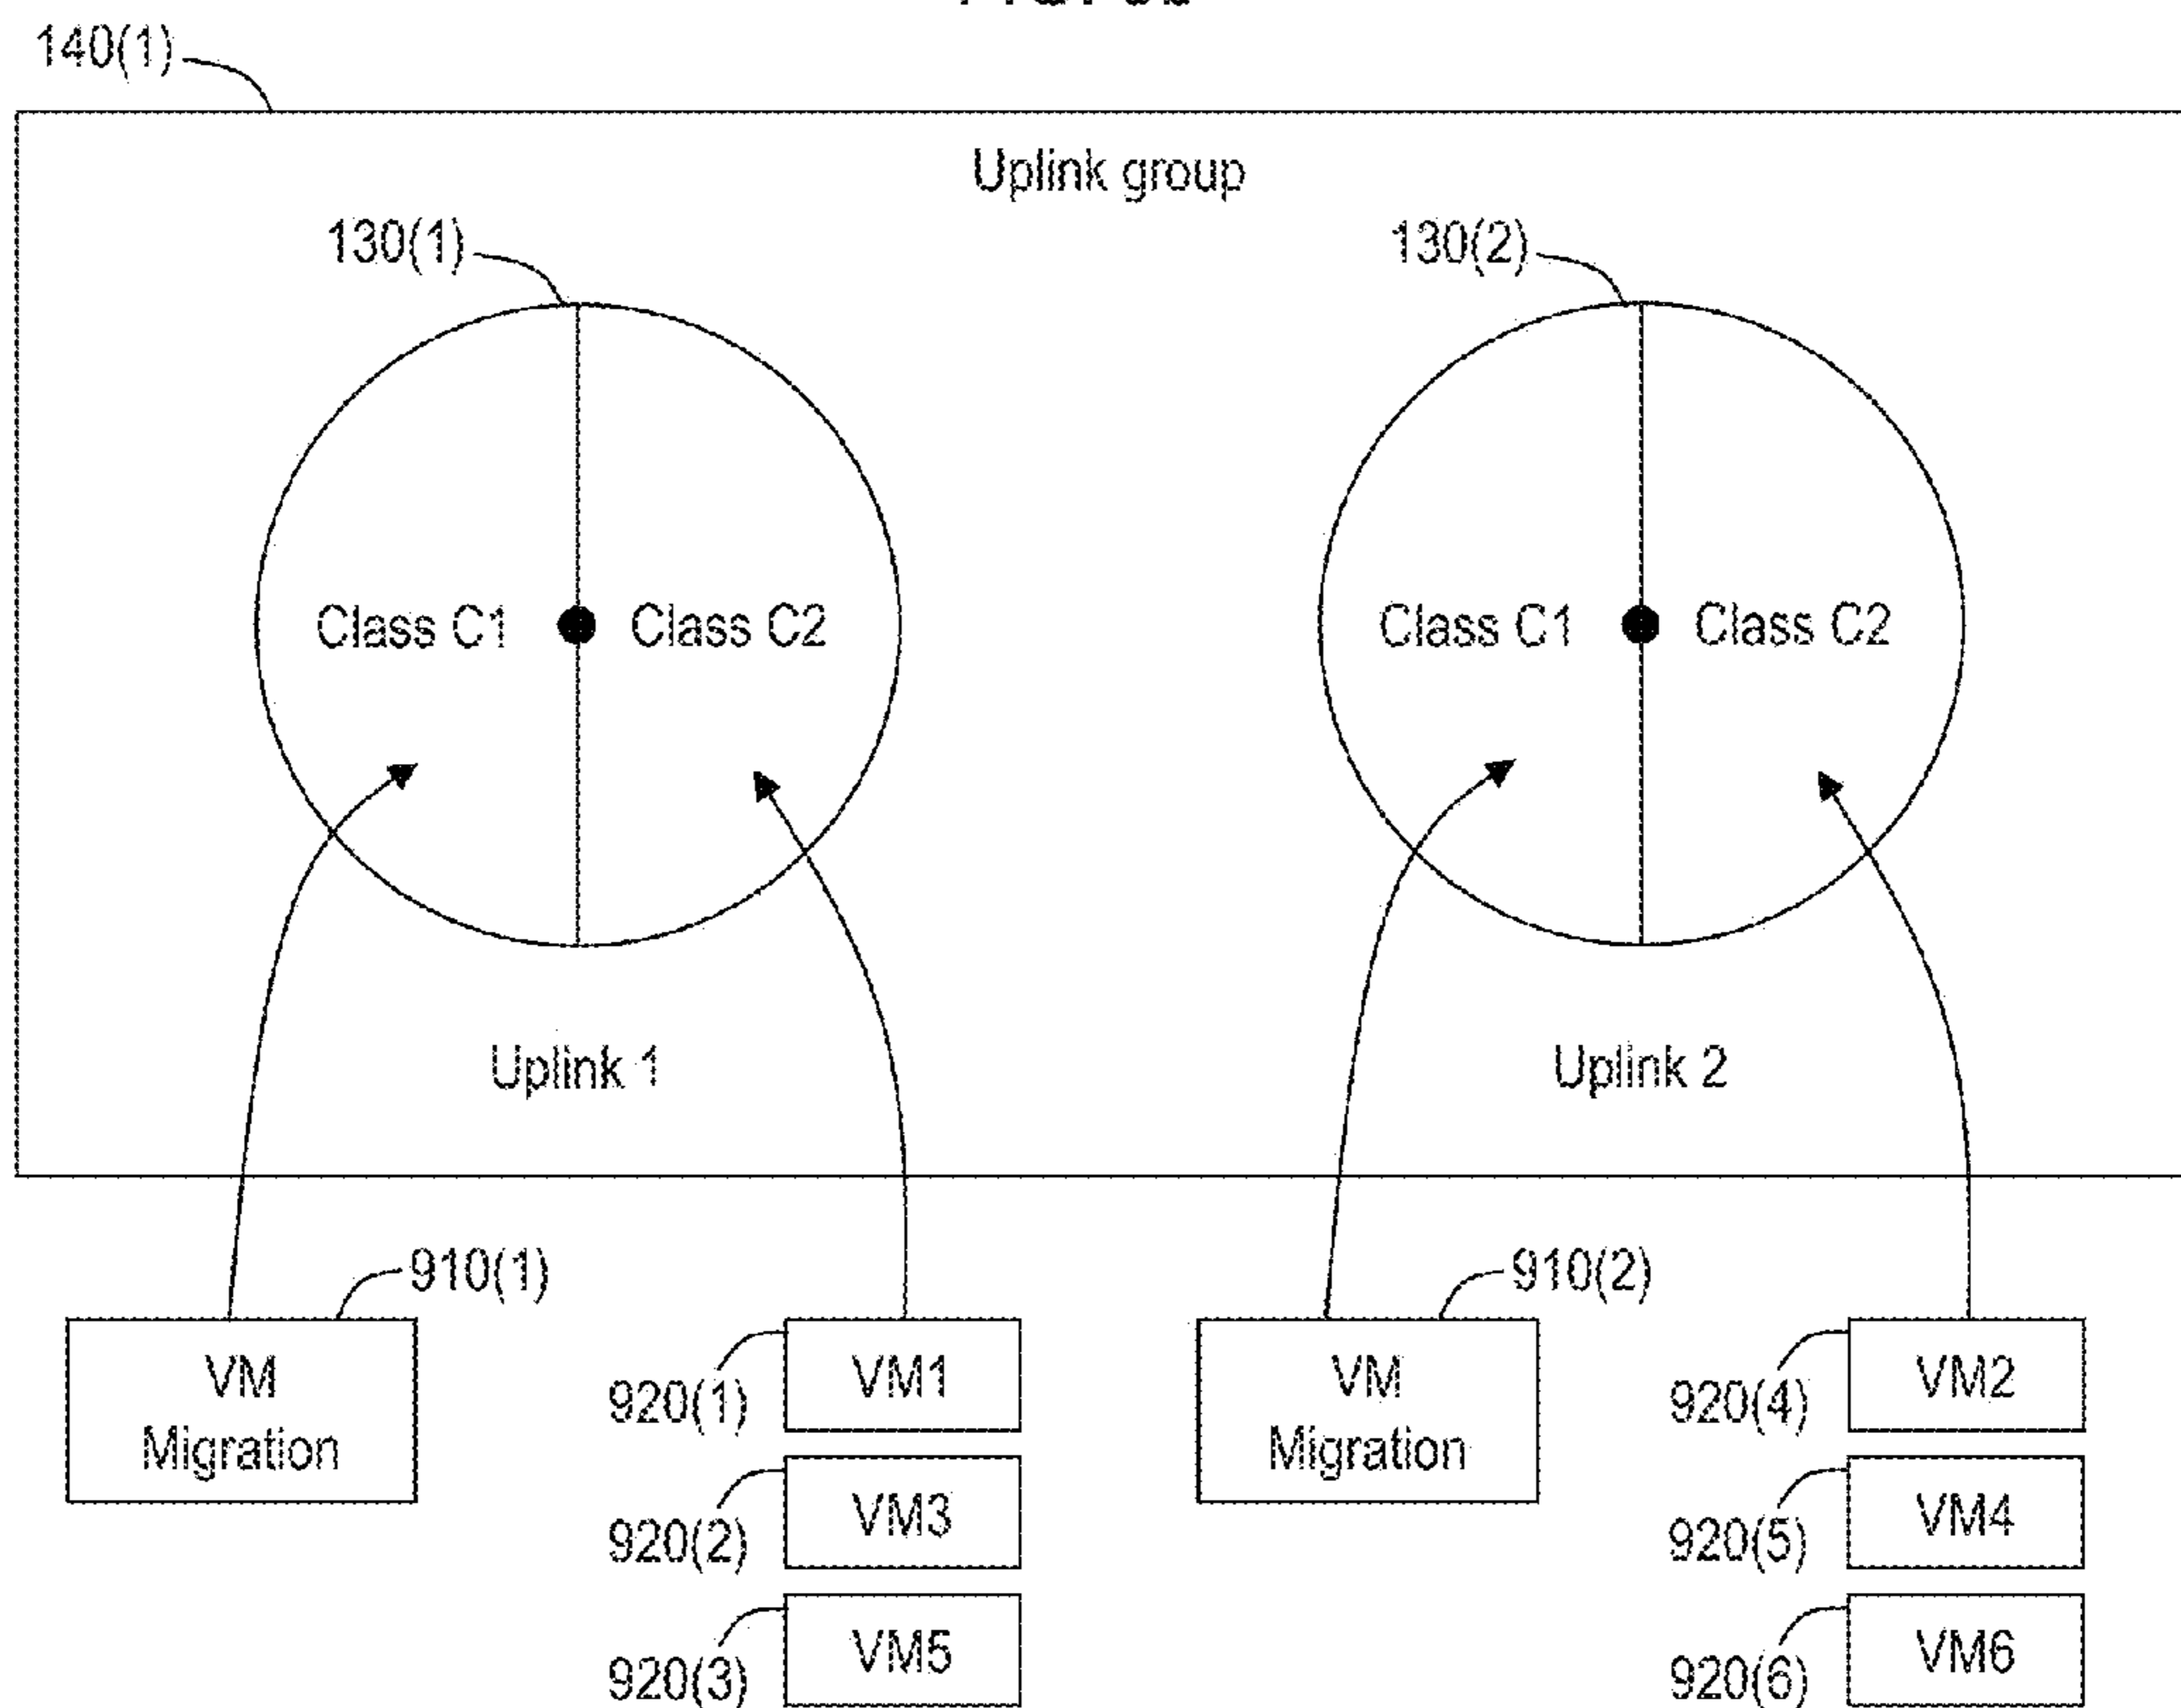 140(1)
Uplink group
130(1)
130(2)
Class C1
Class C2
Class C1
Class C2
Uplink 1
Uplink 2
910(1)
910(2)
VM
Migration
920(1)
VM1
VM
Migration
920(4)
VM2
920(2)
VM3
920(5)
VM4
920(3)
VM5
920(6)
VM6